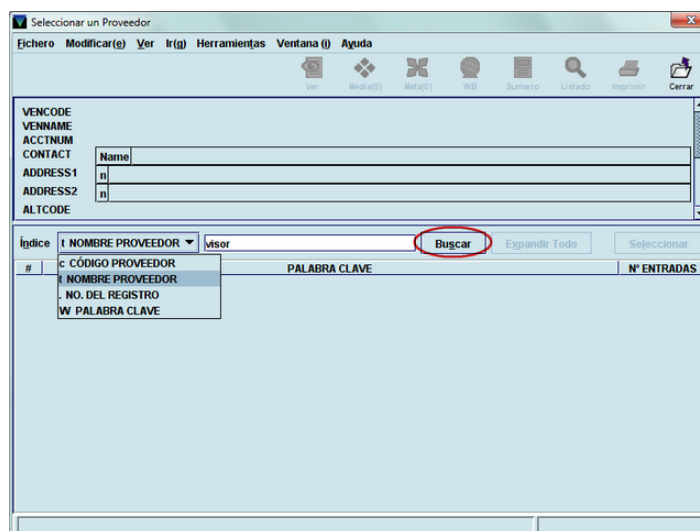 Seleccionar un Proveedor
Fichero Modificar(e) Ver Ir(g) Herramientas Ventana (i) Ayuda
Ver Media(0) Meta(0) WB Sumario Listado Imprimir Cerrar
VENCODE
VENNAME
ACCTNUM
CONTACT Name
ADDRESS1 n
ADDRESS2 n
ALTCODE
Índice t NOMBRE PROVEEDOR visor Buscar Expandir Todo Seleccionar
# PALABRA CLAVE Nº ENTRADAS
c CÓDIGO PROVEEDOR
t NOMBRE PROVEEDOR
. NO. DEL REGISTRO
W PALABRA CLAVE